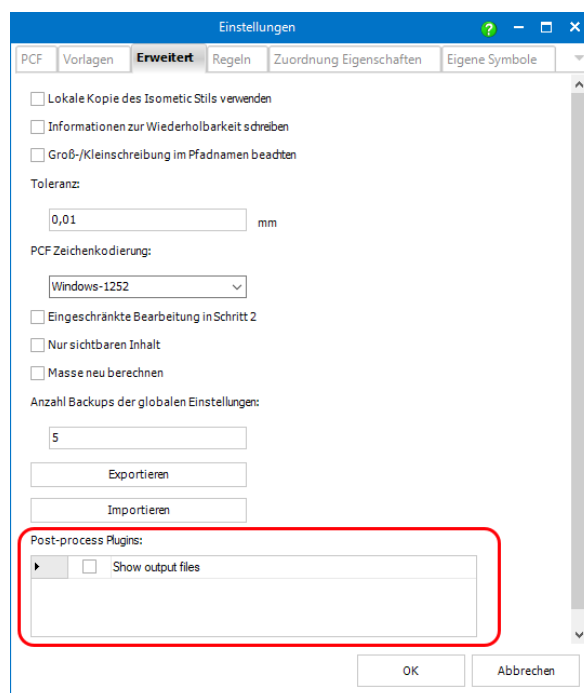 Einstellungen
PCF Vorlagen Erweitert Regeln Zuordnung Eigenschaften Eigene Symbole
Lokale Kopie des Isometic Stils verwenden
Informationen zur Wiederholbarkeit schreiben
Groß-/Kleinschreibung im Pfadnamen beachten
Toleranz:
0,01 mm
PCF Zeichenkodierung:
Windows-1252
Eingeschränkte Bearbeitung in Schritt 2
Nur sichtbaren Inhalt
Masse neu berechnen
Anzahl Backups der globalen Einstellungen:
5
Exportieren
Importieren
Post-process Plugins:
Show output files
OK Abbrechen